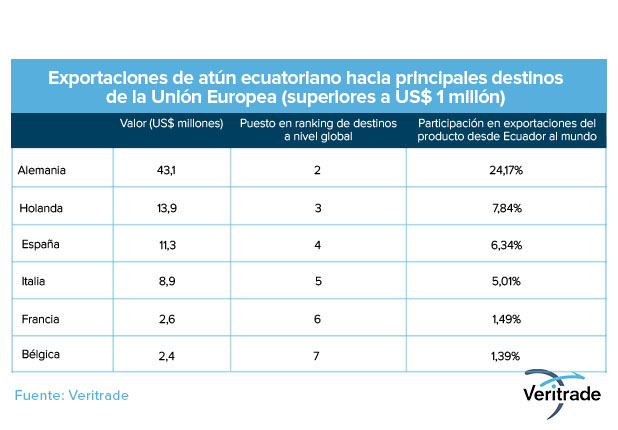 Exportaciones de atún ecuatoriano hacia principales destinos
de la Unión Europea (superiores a US$ 1 millón)
Valor (US$ millones) Puesto en ranking de destinos a nivel global Participación en exportaciones del producto desde Ecuador al mundo
Alemania 43,1 2 24,17%
Holanda 13,9 3 7,84%
España 11,3 4 6,34%
Italia 8,9 5 5,01%
Francia 2,6 6 1,49%
Bélgica 2,4 7 1,39%
Fuente: Veritrade
Veritrade